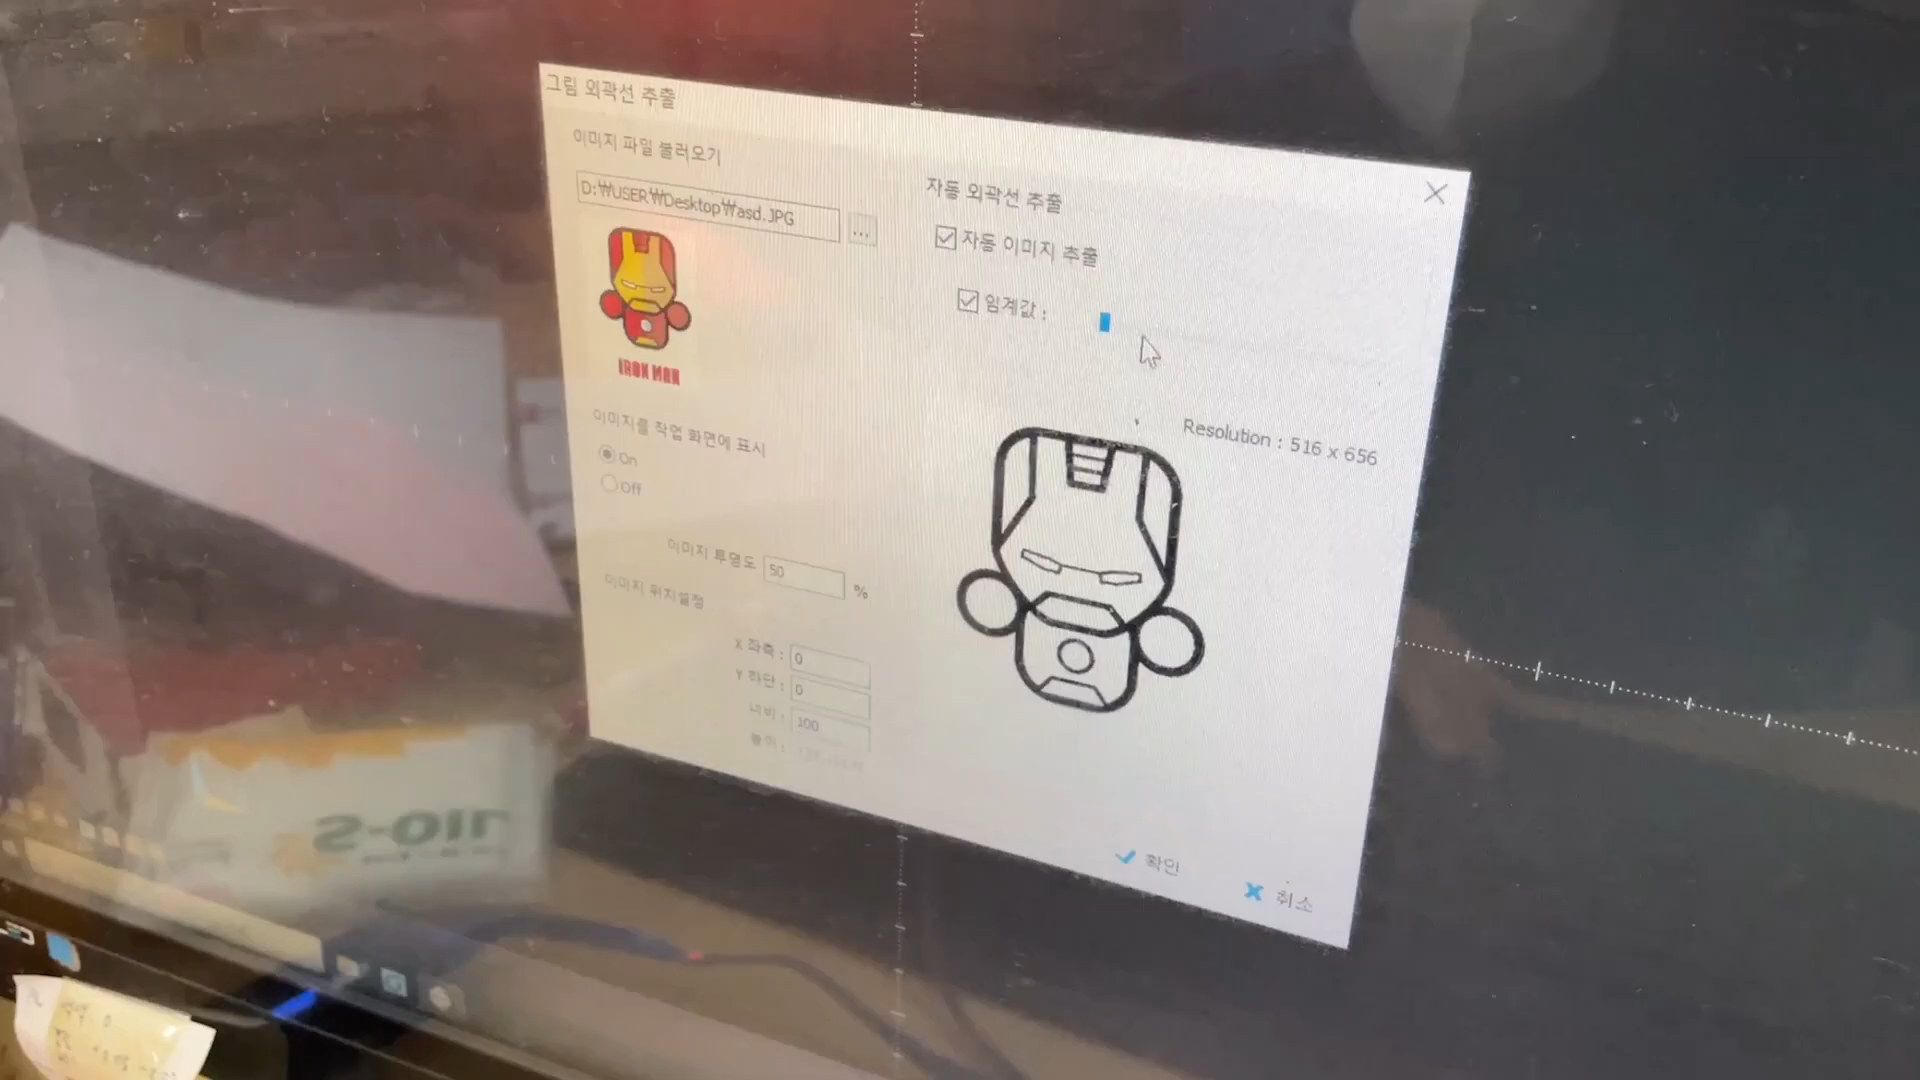 그림 외곽선 추출
이미지 파일 불러오기
D:₩USER₩Desktop₩asd.JPG
...
IRON MAN
이미지를 작업 화면에 표시
On
Off
이미지 투명도 50 %
이미지 위치설정
X 좌측 : 0
Y 하단 : 0
너비 : 100
높이 :
자동 외곽선 추출
자동 이미지 추출
임계값 :
Resolution : 516 x 656
확인
취소
S-OIL